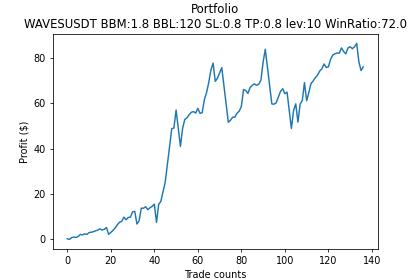 Portfolio
WAVESUSDT BBM:1.8 BBL:120 SL:0.8 TP:0.8 lev:10 WinRatio:72.0
80
60
40
20
0
Profit ($)
0 20 40 60 80 100 120 140
Trade counts